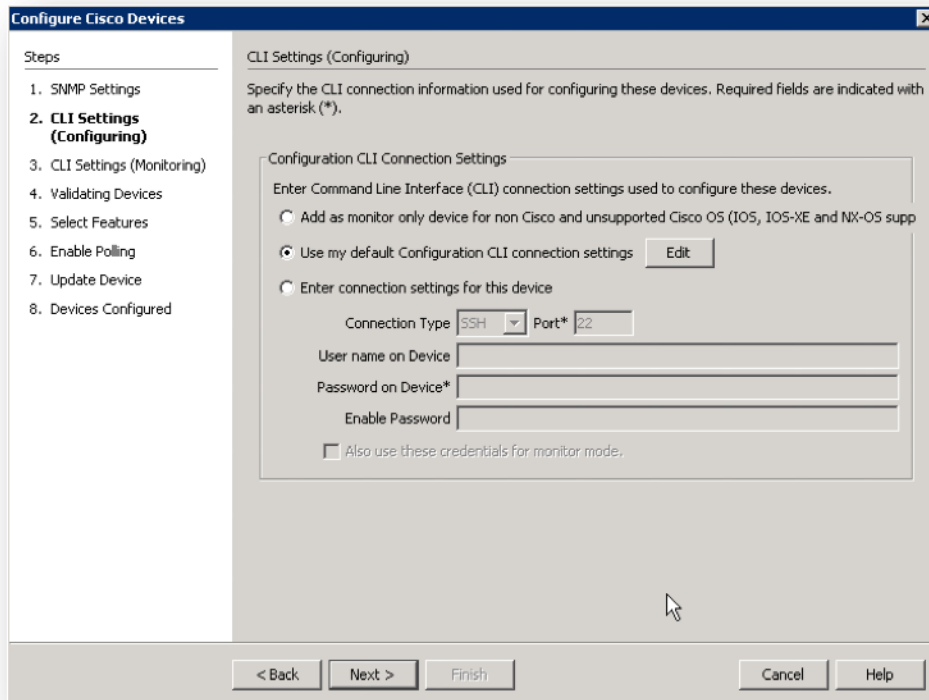 Configure Cisco Devices
Steps
1. SNMP Settings
2. CLI Settings
(Configuring)
3. CLI Settings (Monitoring)
4. Validating Devices
5. Select Features
6. Enable Polling
7. Update Device
8. Devices Configured
CLI Settings (Configuring)
Specify the CLI connection information used for configuring these devices. Required fields are indicated with
an asterisk (*).
Configuration CLI Connection Settings
Enter Command Line Interface (CLI) connection settings used to configure these devices.
Add as monitor only device for non Cisco and unsupported Cisco OS (IOS, IOS-XE and NX-OS supp
Use my default Configuration CLI connection settings Edit
Enter connection settings for this device
Connection Type SSH Port* 22
User name on Device
Password on Device*
Enable Password
Also use these credentials for monitor mode.
< Back Next > Finish Cancel Help